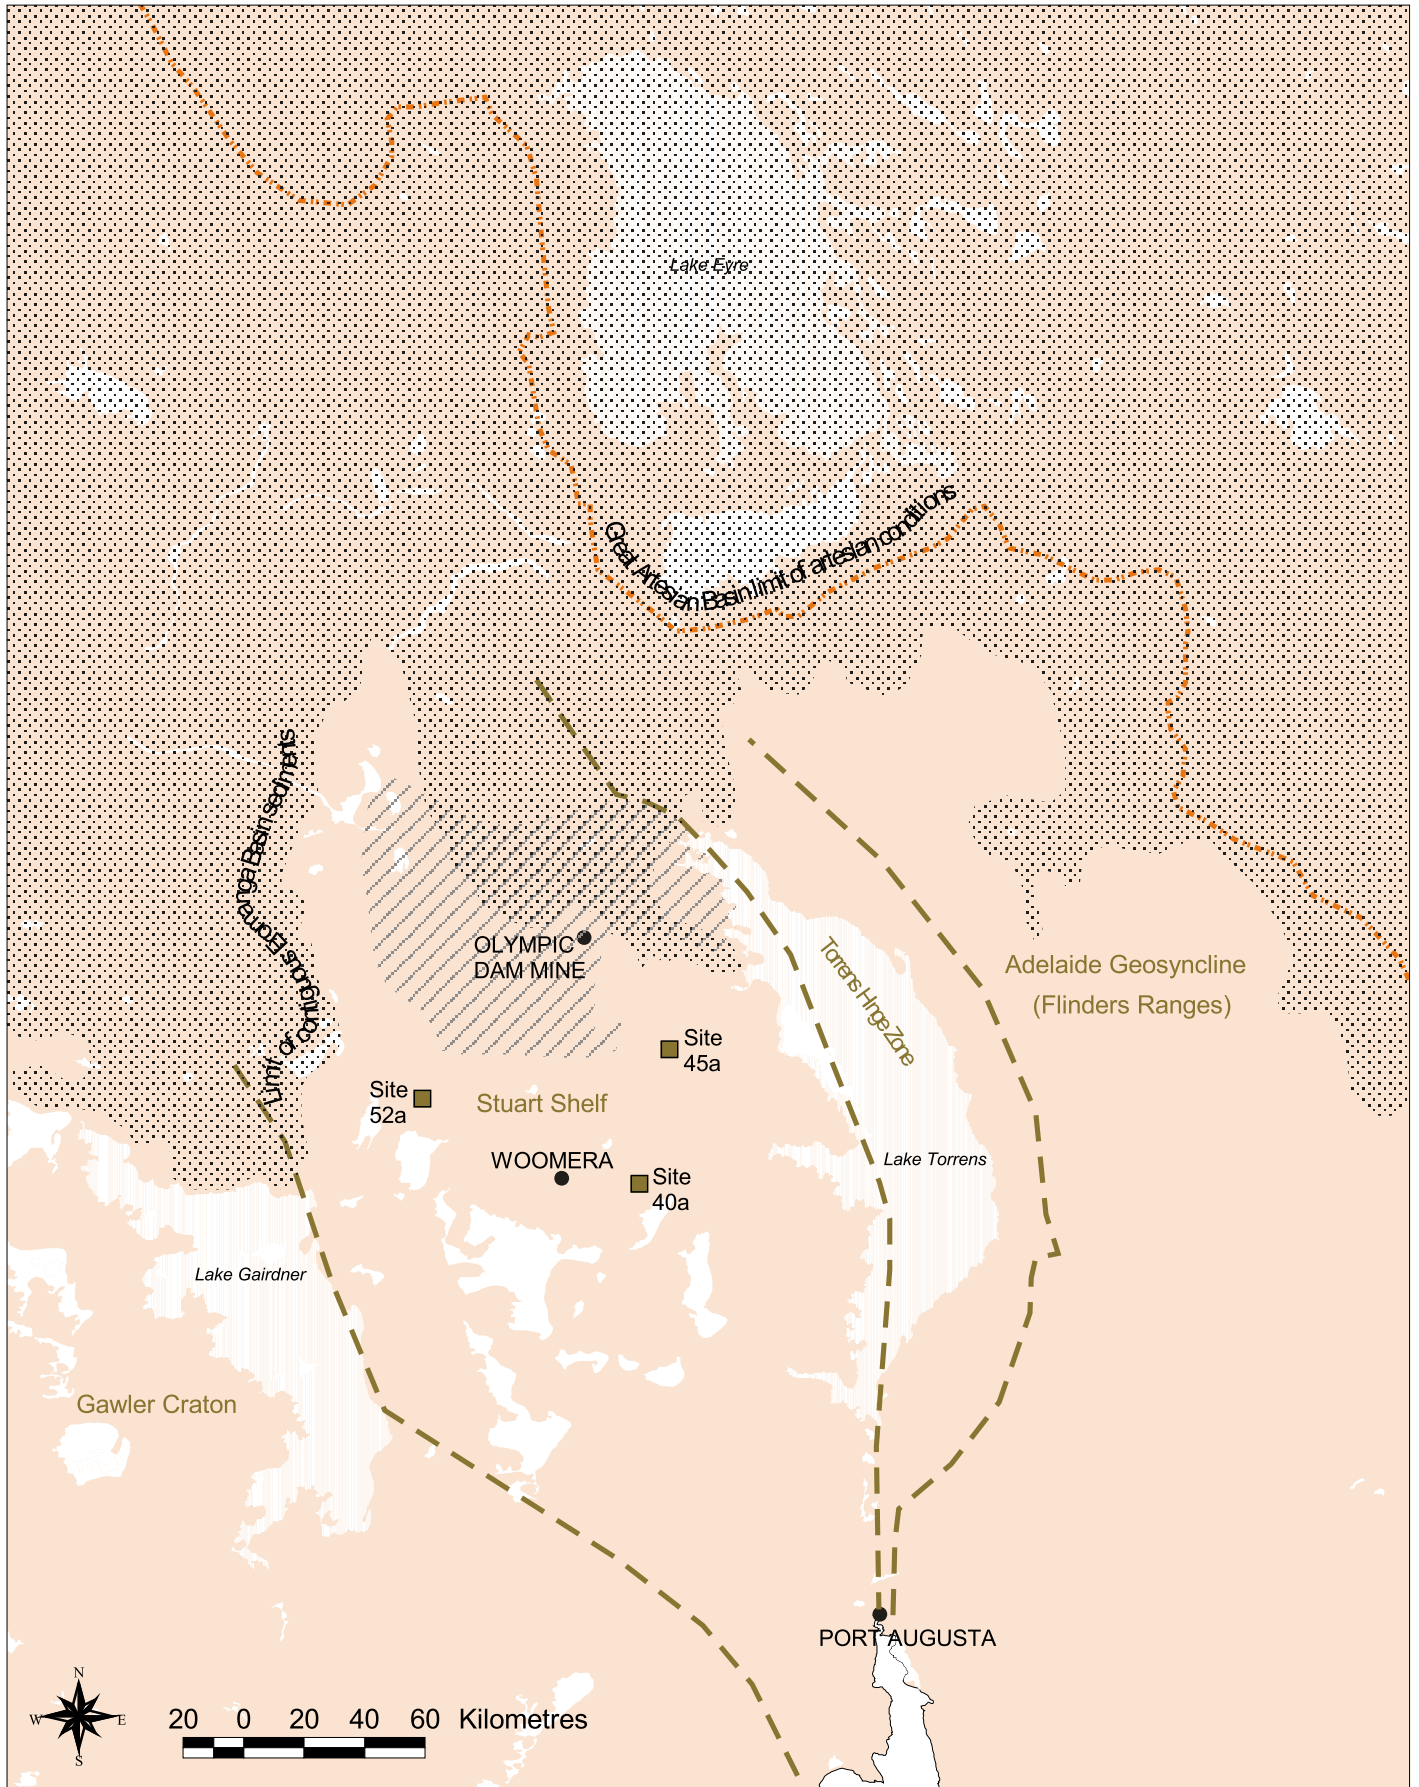 Lake Eyre
Great Artesian Basin limit of artesian conditions
Limit of contiguous Eromanga Basin sediments
OLYMPIC
DAM MINE
Torrens Hinge Zone
Adelaide Geosyncline
(Flinders Ranges)
Site
45a
Site
52a
Stuart Shelf
WOOMERA
Site
40a
Lake Torrens
Lake Gairdner
Gawler Craton
PORT AUGUSTA
N
W
E
S
20 0 20 40 60 Kilometres